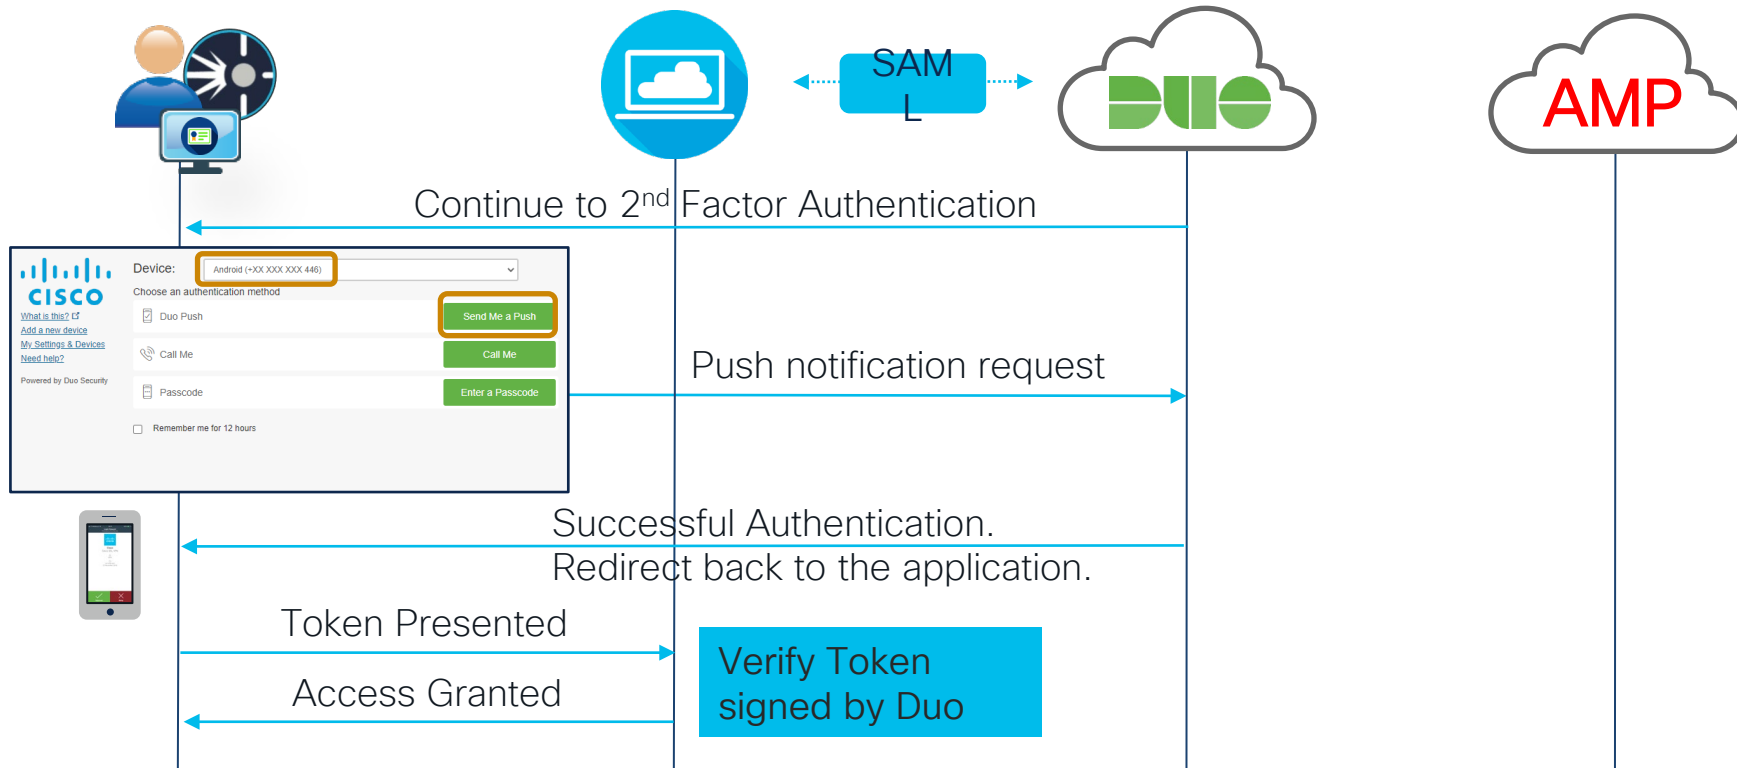 SAM
L
DUO
AMP
Continue to 2nd Factor Authentication
CISCO
What is this?
Add a new device
My Settings & Devices
Need help?
Powered by Duo Security
Device:
Android (+XX XXX XXX 446)
Choose an authentication method
Duo Push
Send Me a Push
Call Me
Call Me
Passcode
Enter a Passcode
Remember me for 12 hours
Push notification request
Successful Authentication.
Redirect back to the application.
Token Presented
Verify Token
signed by Duo
Access Granted